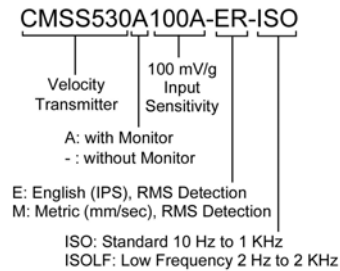 CMSS530A100A-ER-ISO
Velocity
Transmitter
100 mV/g
Input
Sensitivity
A: with Monitor
- : without Monitor
E: English (IPS), RMS Detection
M: Metric (mm/sec), RMS Detection
ISO: Standard 10 Hz to 1 KHz
ISOLF: Low Frequency 2 Hz to 2 KHz